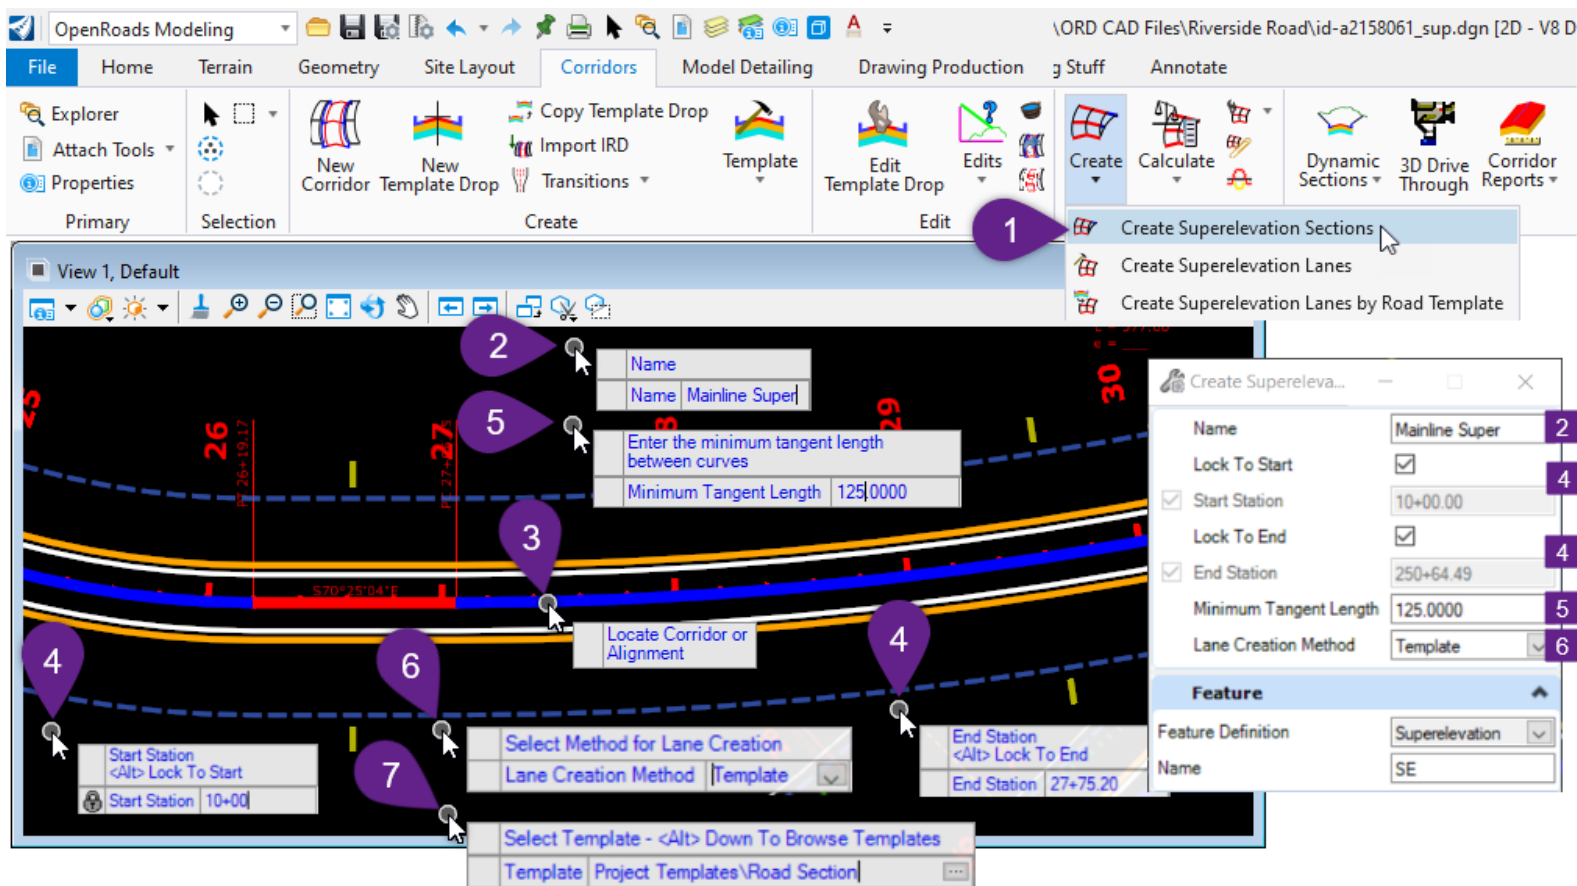 OpenRoads Modeling
\ORD CAD Files\Riverside Road\id-a2158061_sup.dgn [2D - V8 D
File Home Terrain Geometry Site Layout Corridors Model Detailing Drawing Production g Stuff Annotate
Explorer
Attach Tools
Properties
Primary
Selection
New Corridor
New Template Drop
Copy Template Drop
Import IRD
Transitions
Template
Create
Edit Template Drop
Edits
Edit
Create
Calculate
Dynamic Sections
3D Drive Through
Corridor Reports
1
Create Superelevation Sections
Create Superelevation Lanes
Create Superelevation Lanes by Road Template
View 1, Default
2
Name
Name Mainline Super
5
Enter the minimum tangent length
between curves
Minimum Tangent Length 125.0000
25
26
PT 26+19.17
27
29
30
e =
S70°25'04"E
3
Locate Corridor or
Alignment
4
Start Station
<Alt> Lock To Start
Start Station 10+00
6
Select Method for Lane Creation
Lane Creation Method Template
4
End Station
<Alt> Lock To End
End Station 27+75.20
7
Select Template - <Alt> Down To Browse Templates
Template Project Templates\Road Section
Create Supereleva...
Name Mainline Super 2
Lock To Start
4
Start Station 10+00.00
Lock To End
4
End Station 250+64.49
Minimum Tangent Length 125.0000 5
Lane Creation Method Template 6
Feature
Feature Definition Superelevation
Name SE